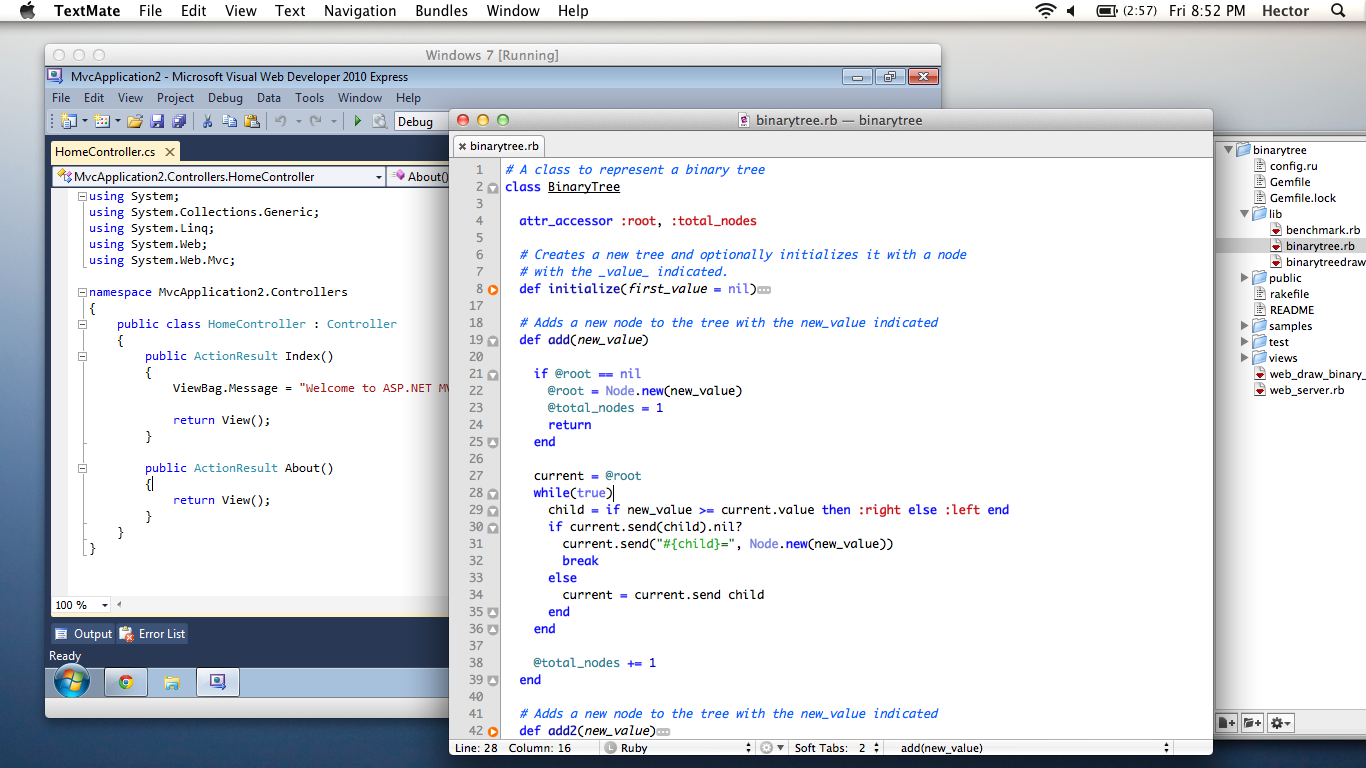 TextMate File Edit View Text Navigation Bundles Window Help (2:57) Fri 8:52 PM Hector
Windows 7 [Running]
MvcApplication2 - Microsoft Visual Web Developer 2010 Express
File Edit View Project Debug Data Tools Window Help
Debug
HomeController.cs
MvcApplication2.Controllers.HomeController About()
using System;
using System.Collections.Generic;
using System.Linq;
using System.Web;
using System.Web.Mvc;
namespace MvcApplication2.Controllers
{
public class HomeController : Controller
{
public ActionResult Index()
{
ViewBag.Message = "Welcome to ASP.NET MV
return View();
}
public ActionResult About()
{
return View();
}
}
}
100 %
Output Error List
Ready
binarytree.rb — binarytree
binarytree.rb
1 # A class to represent a binary tree
2 class BinaryTree
3
4 attr_accessor :root, :total_nodes
5
6 # Creates a new tree and optionally initializes it with a node
7 # with the _value_ indicated.
8 def initialize(first_value = nil)
17
18 # Adds a new node to the tree with the new_value indicated
19 def add(new_value)
20
21 if @root == nil
22 @root = Node.new(new_value)
23 @total_nodes = 1
24 return
25 end
26
27 current = @root
28 while(true)
29 child = if new_value >= current.value then :right else :left end
30 if current.send(child).nil?
31 current.send("#{child}=", Node.new(new_value))
32 break
33 else
34 current = current.send child
35 end
36 end
37
38 @total_nodes += 1
39 end
40
41 # Adds a new node to the tree with the new_value indicated
42 def add2(new_value)
Line: 28 Column: 16 Ruby Soft Tabs: 2 add(new_value)
binarytree
config.ru
Gemfile
Gemfile.lock
lib
benchmark.rb
binarytree.rb
binarytreedraw
public
rakefile
README
samples
test
views
web_draw_binary_
web_server.rb